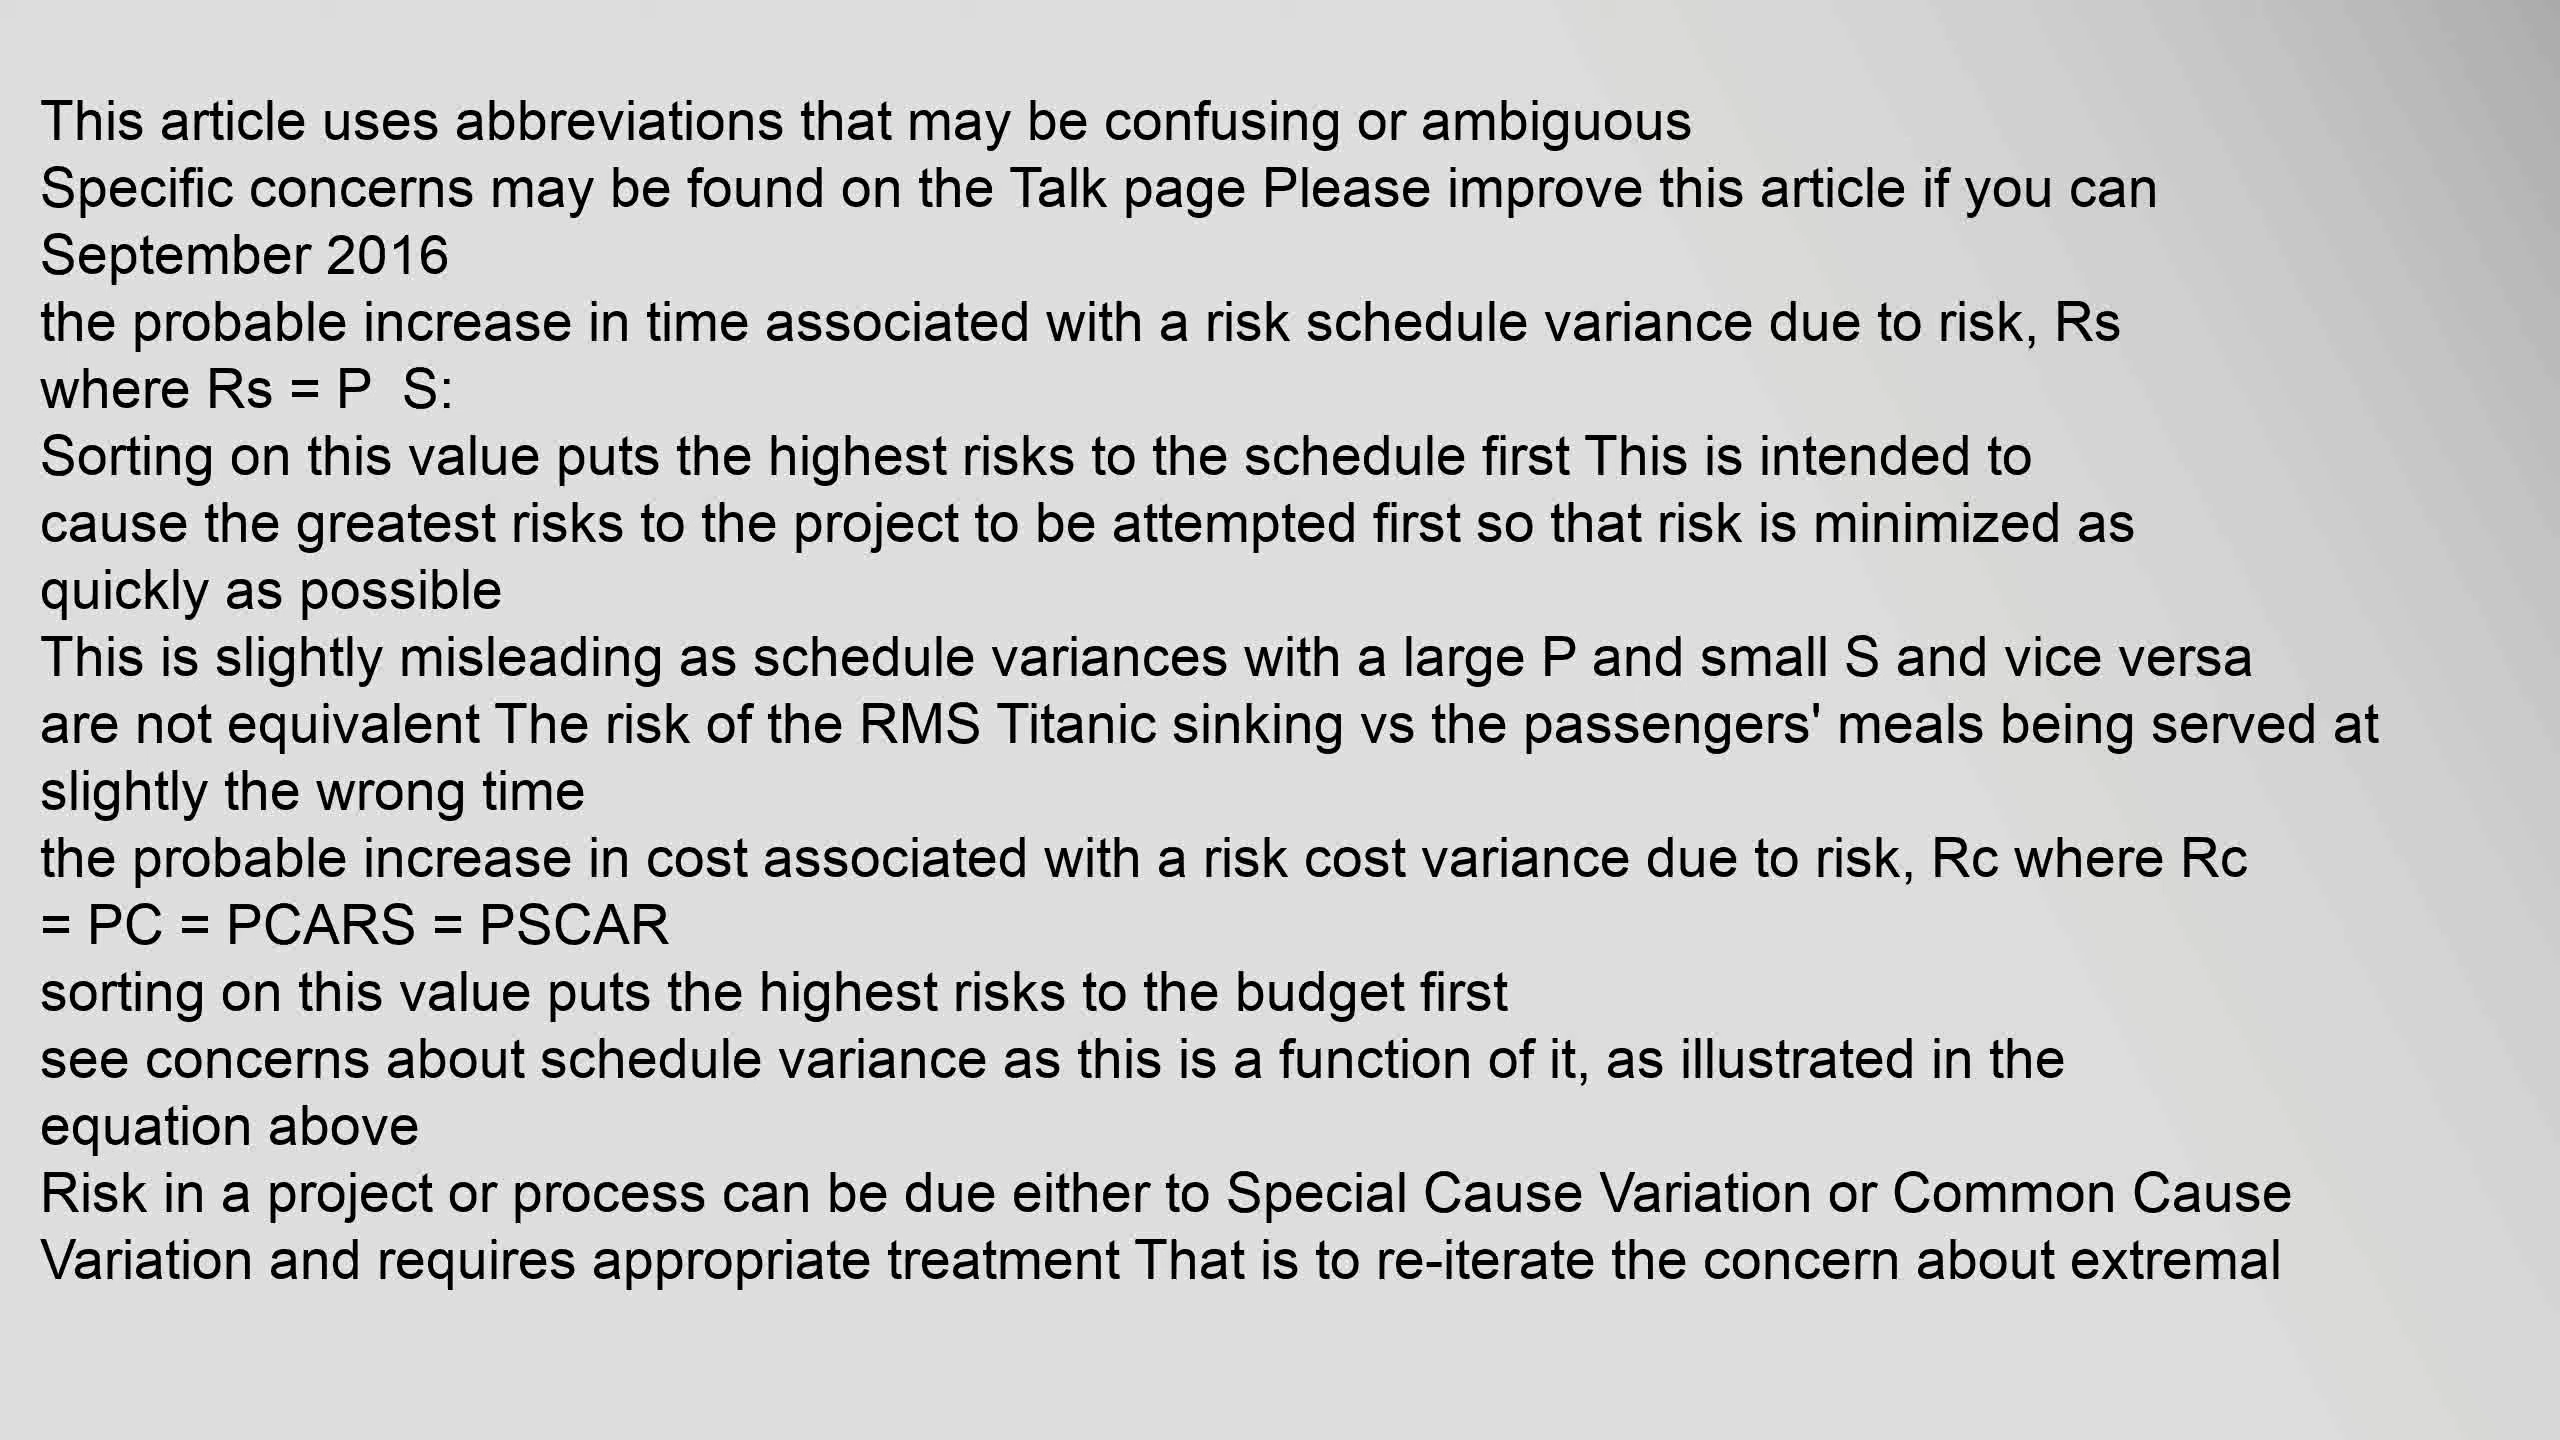 This article uses abbreviations that may be confusing or ambiguous
Specific concerns may be found on the Talk page Please improve this article if you can
September 2016
the probable increase in time associated with a risk schedule variance due to risk, Rs
where Rs = P  S:
Sorting on this value puts the highest risks to the schedule first This is intended to
cause the greatest risks to the project to be attempted first so that risk is minimized as
quickly as possible
This is slightly misleading as schedule variances with a large P and small S and vice versa
are not equivalent The risk of the RMS Titanic sinking vs the passengers' meals being served at
slightly the wrong time
the probable increase in cost associated with a risk cost variance due to risk, Rc where Rc
= PC = PCARS = PSCAR
sorting on this value puts the highest risks to the budget first
see concerns about schedule variance as this is a function of it, as illustrated in the
equation above
Risk in a project or process can be due either to Special Cause Variation or Common Cause
Variation and requires appropriate treatment That is to re-iterate the concern about extremal